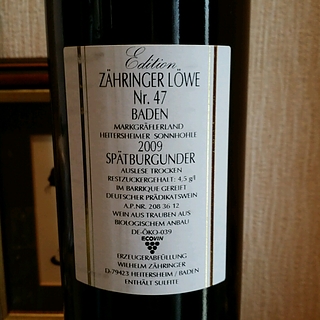 Edition
ZÄHRINGER LÖWE
Nr. 47
BADEN
MARKGRÄFLERLAND
HEITERSHEIMER SONNHOHLE
2009
SPÄTBURGUNDER
AUSLESE TROCKEN
RESTZUCKERGEHALT: 4,5 g/l
IM BARRIQUE GEREIFT
DEUTSCHER PRÄDIKATSWEIN
A.P.NR. 208 36 12
WEIN AUS TRAUBEN AUS
BIOLOGISCHEM ANBAU
DE-ÖKO-039
ECOVIN
ERZEUGERABFÜLLUNG
WILHELM ZÄHRINGER
D-79423 HEITERSHEIM / BADEN
ENTHÄLT SULFITE